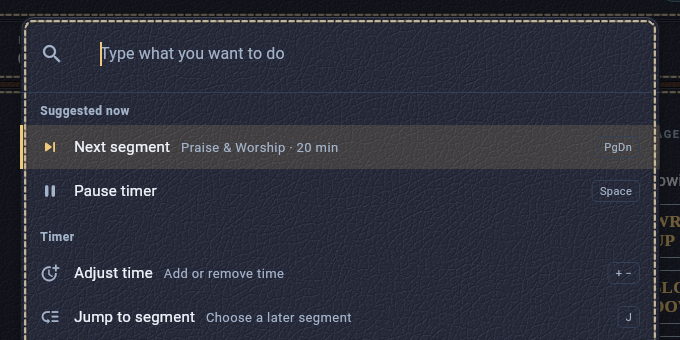 Type what you want to do
Suggested now
Next segment Praise & Worship · 20 min PgDn
Pause timer Space
Timer
Adjust time Add or remove time + −
Jump to segment Choose a later segment J